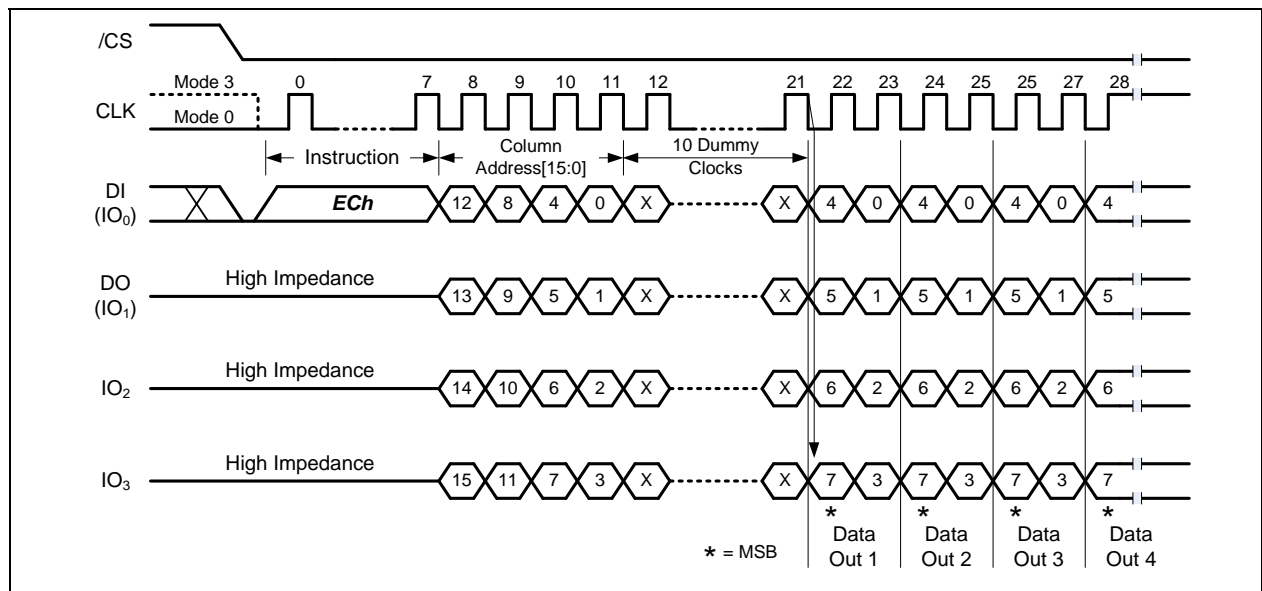 /CS
Mode 3 0 7 8 9 10 11 12 21 22 23 24 25 25 27 28
CLK
Mode 0
Instruction
Column
Address[15:0]
10 Dummy
Clocks
DI
(IO0)
ECh 12 8 4 0 X X 4 0 4 0 4 0 4
High Impedance
DO
(IO1)
13 9 5 1 X X 5 1 5 1 5 1 5
High Impedance
IO2 14 10 6 2 X X 6 2 6 2 6 2 6
High Impedance
IO3 15 11 7 3 X X 7 3 7 3 7 3 7
* * * *
* = MSB
Data
Out 1
Data
Out 2
Data
Out 3
Data
Out 4